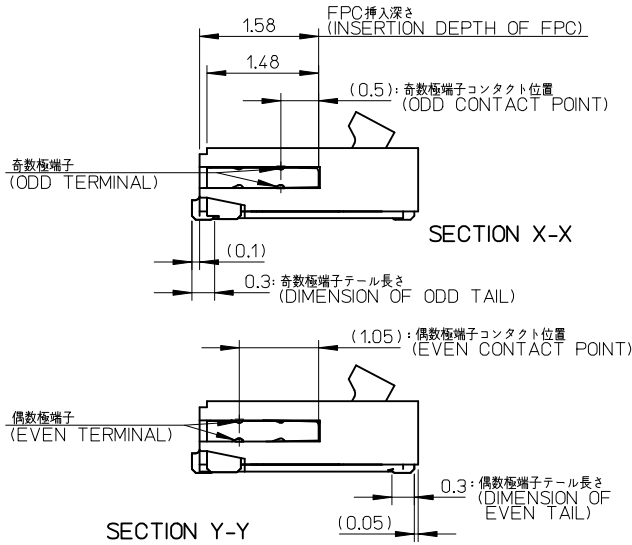 FPC挿入深さ
(INSERTION DEPTH OF FPC)
1.58
1.48
(0.5): 奇数極端子コンタクト位置
(ODD CONTACT POINT)
奇数極端子
(ODD TERMINAL)
SECTION X-X
(0.1)
0.3: 奇数極端子テール長さ
(DIMENSION OF ODD TAIL)
(1.05): 偶数極端子コンタクト位置
(EVEN CONTACT POINT)
偶数極端子
(EVEN TERMINAL)
0.3: 偶数極端子テール長さ
(DIMENSION OF
EVEN TAIL)
(0.05)
SECTION Y-Y